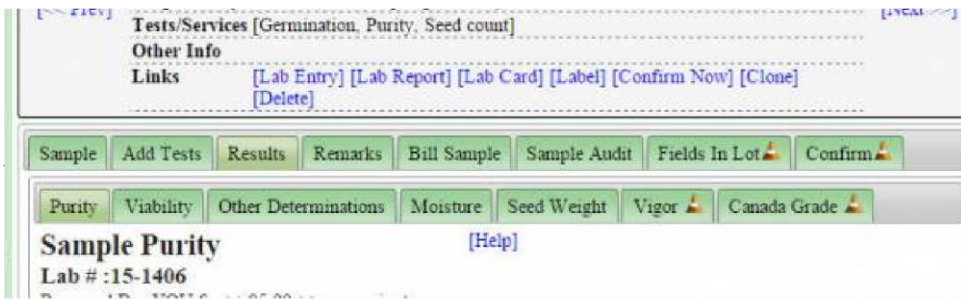 [<< Prev] [Next >>]
Tests/Services [Germination, Purity, Seed count]
Other Info
Links [Lab Entry] [Lab Report] [Lab Card] [Label] [Confirm Now] [Clone]
[Delete]
Sample Add Tests Results Remarks Bill Sample Sample Audit Fields In Lot Confirm
Purity Viability Other Determinations Moisture Seed Weight Vigor Canada Grade
Sample Purity [Help]
Lab # :15-1406